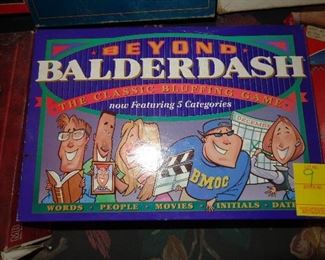 BEYOND
BALDERDASH
THE CLASSIC BLUFFING GAME
now Featuring 5 Categories
BMOC
9
WORDS · PEOPLE · MOVIES · INITIALS · DATE